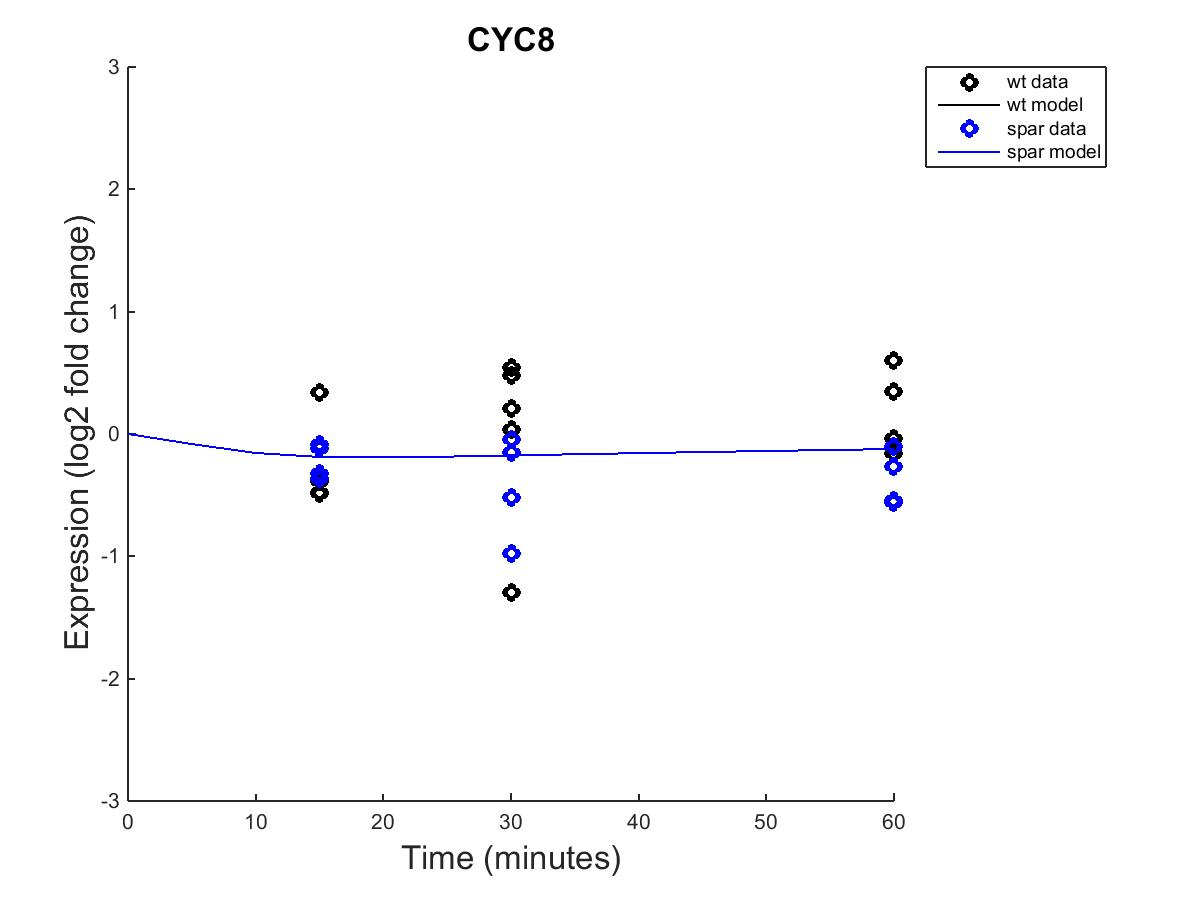 CYC8
wt data
wt model
spar data
spar model
3
2
1
0
-1
-2
-3
Expression (log2 fold change)
0 10 20 30 40 50 60
Time (minutes)